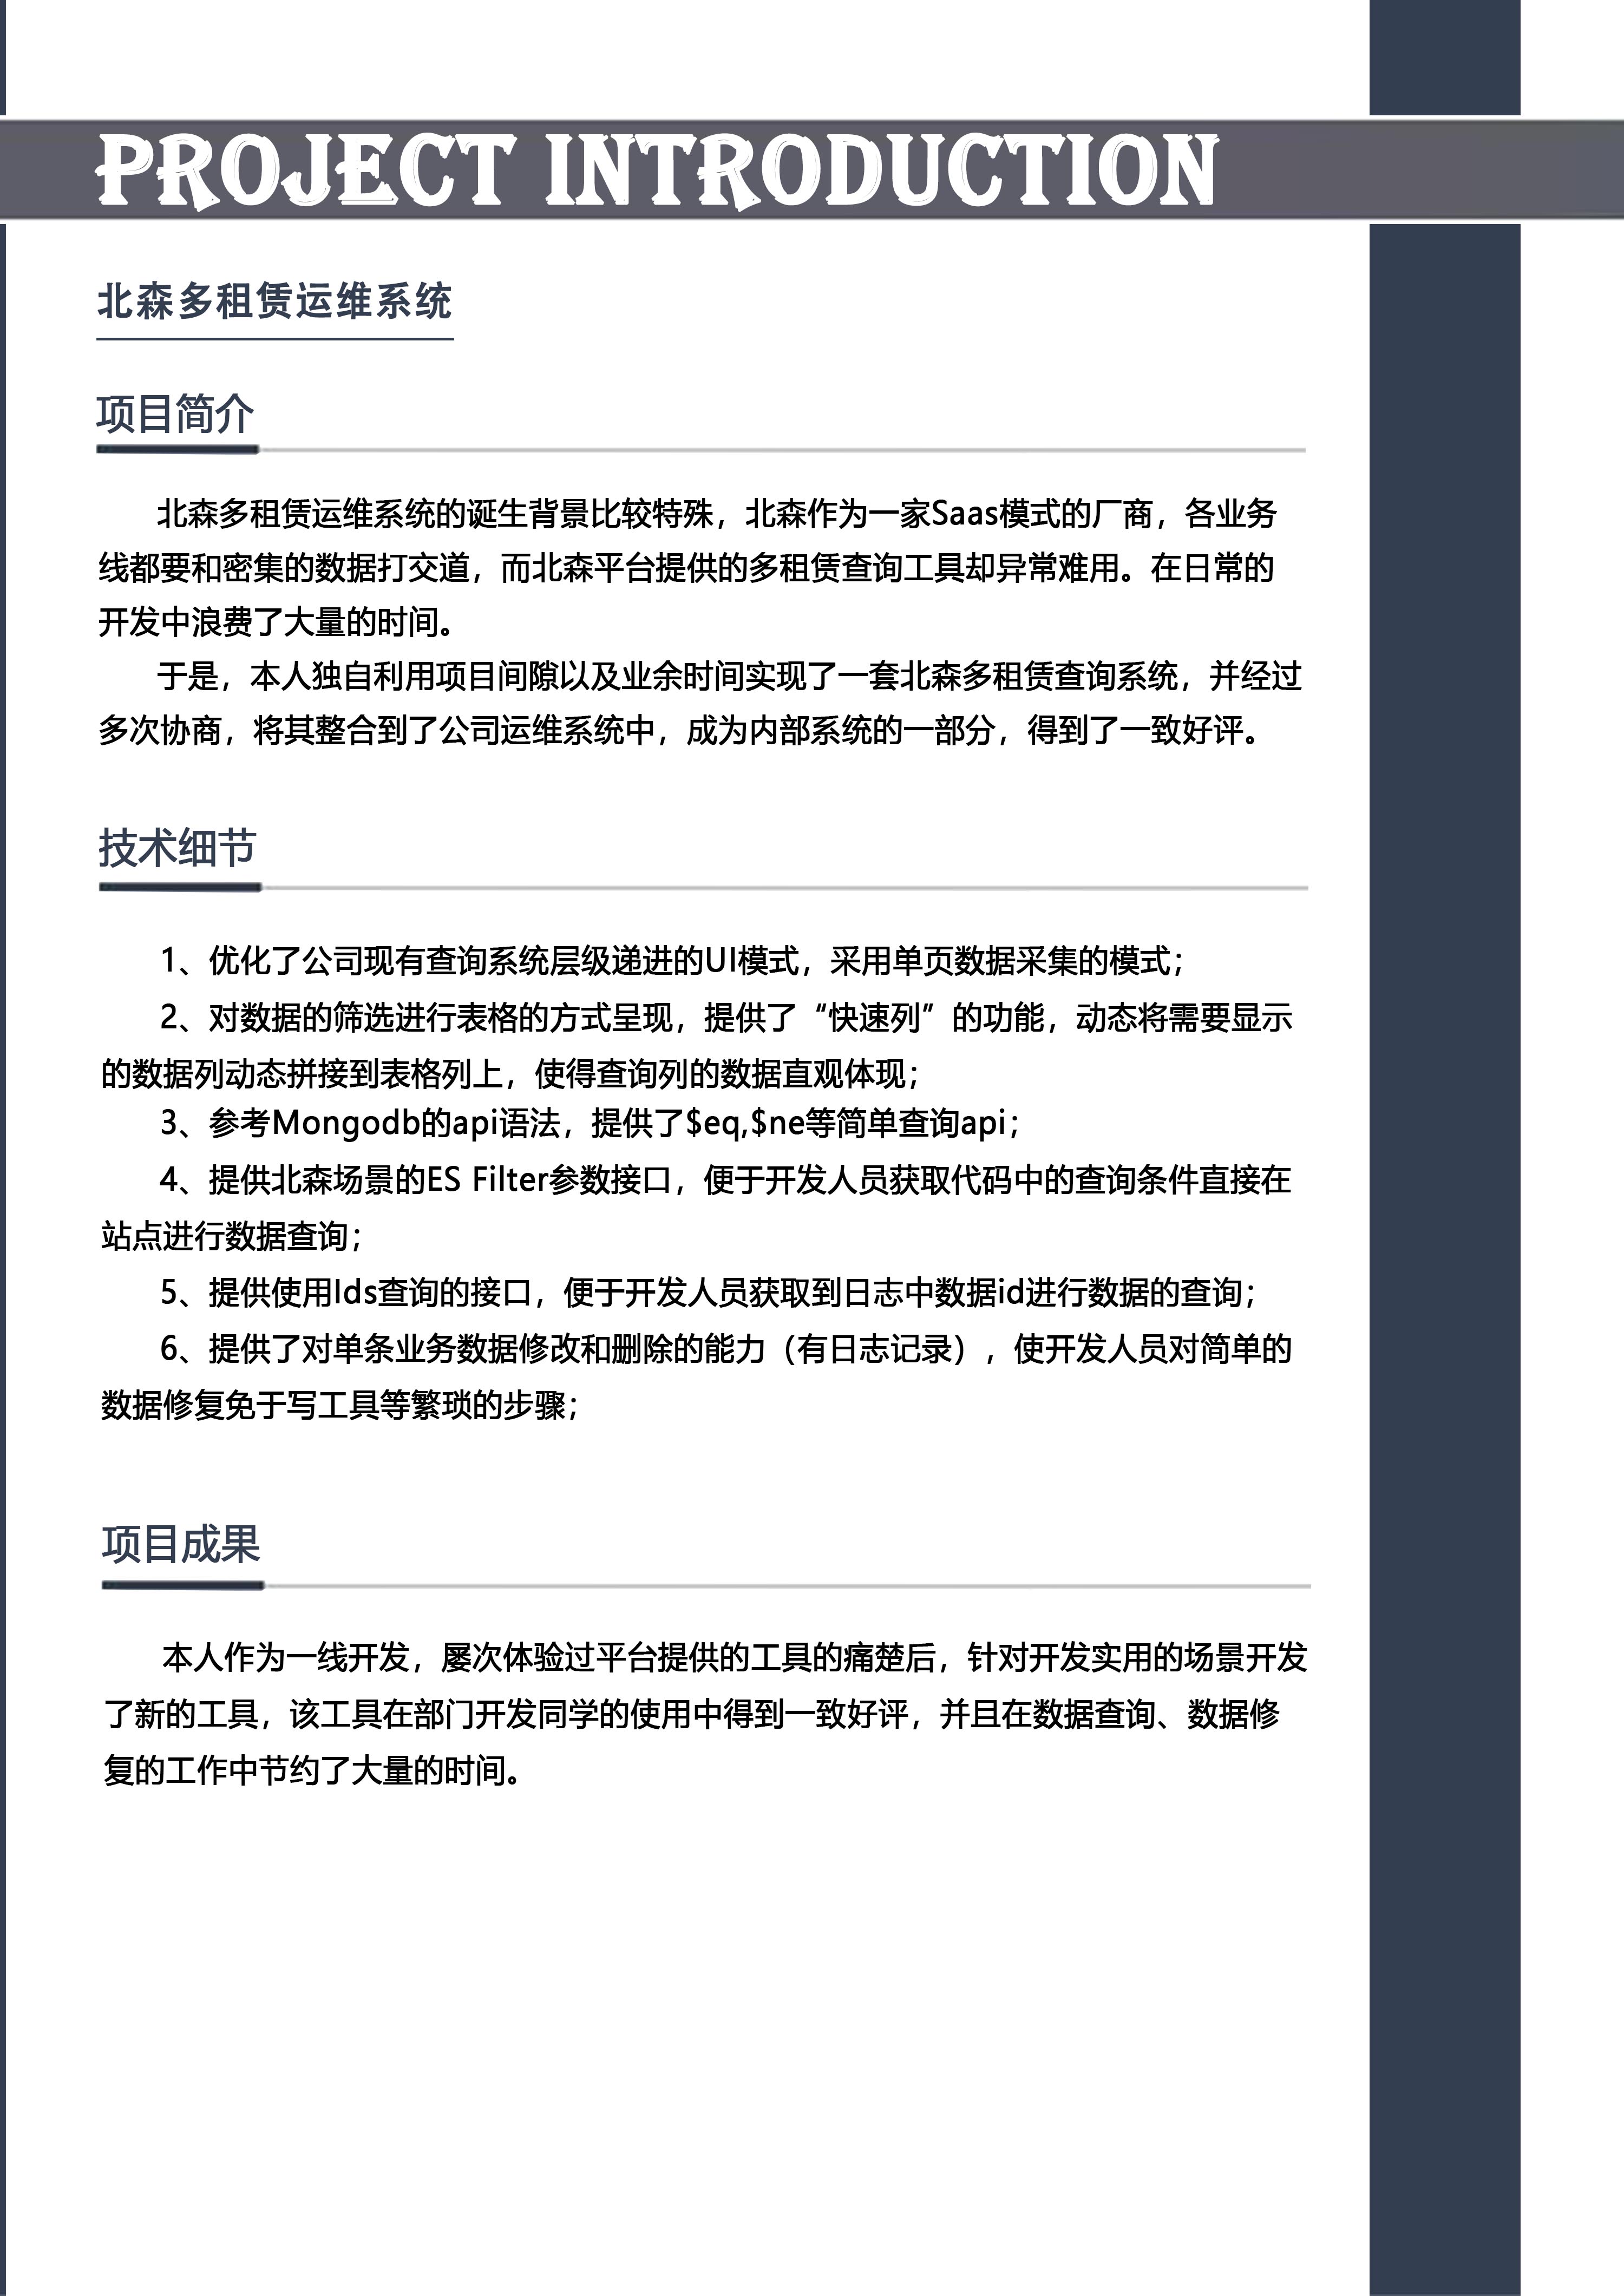 PROJECT INTRODUCTION
北森多租赁运维系统
项目简介
北森多租赁运维系统的诞生背景比较特殊，北森作为一家Saas模式的厂商，各业务
线都要和密集的数据打交道，而北森平台提供的多租赁查询工具却异常难用。在日常的
开发中浪费了大量的时间。
于是，本人独自利用项目间隙以及业余时间实现了一套北森多租赁查询系统，并经过
多次协商，将其整合到了公司运维系统中，成为内部系统的一部分，得到了一致好评。
技术细节
1、优化了公司现有查询系统层级递进的UI模式，采用单页数据采集的模式；
2、对数据的筛选进行表格的方式呈现，提供了“快速列”的功能，动态将需要显示
的数据列动态拼接到表格列上，使得查询列的数据直观体现；
3、参考Mongodb的api语法，提供了$eq,$ne等简单查询api；
4、提供北森场景的ES Filter参数接口，便于开发人员获取代码中的查询条件直接在
站点进行数据查询；
5、提供使用Ids查询的接口，便于开发人员获取到日志中数据id进行数据的查询；
6、提供了对单条业务数据修改和删除的能力（有日志记录），使开发人员对简单的
数据修复免于写工具等繁琐的步骤；
项目成果
本人作为一线开发，屡次体验过平台提供的工具的痛楚后，针对开发实用的场景开发
了新的工具，该工具在部门开发同学的使用中得到一致好评，并且在数据查询、数据修
复的工作中节约了大量的时间。